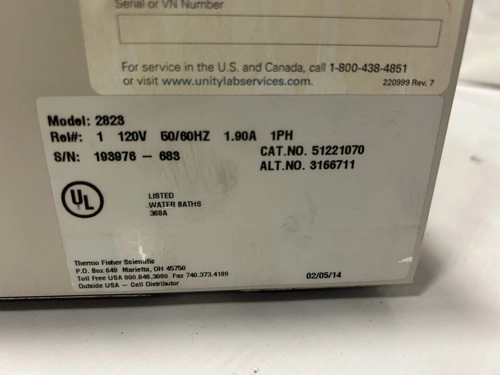 Serial or VN Number
For service in the U.S. and Canada, call 1-800-438-4851
or visit www.unitylabservices.com
220999 Rev. 7
Model: 2823
Rel#: 1 120V 50/60HZ 1.90A 1PH
S/N: 193976 - 683
CAT.NO. 51221070
ALT.NO. 3166711
UL
LISTED
WATER BATHS
368A
Thermo Fisher Scientific
P.O. Box 649 Marietta, OH 45750
Toll Free USA 800.848.3080 Fax 740.373.4189
Outside USA - Call Distributor
02/05/14